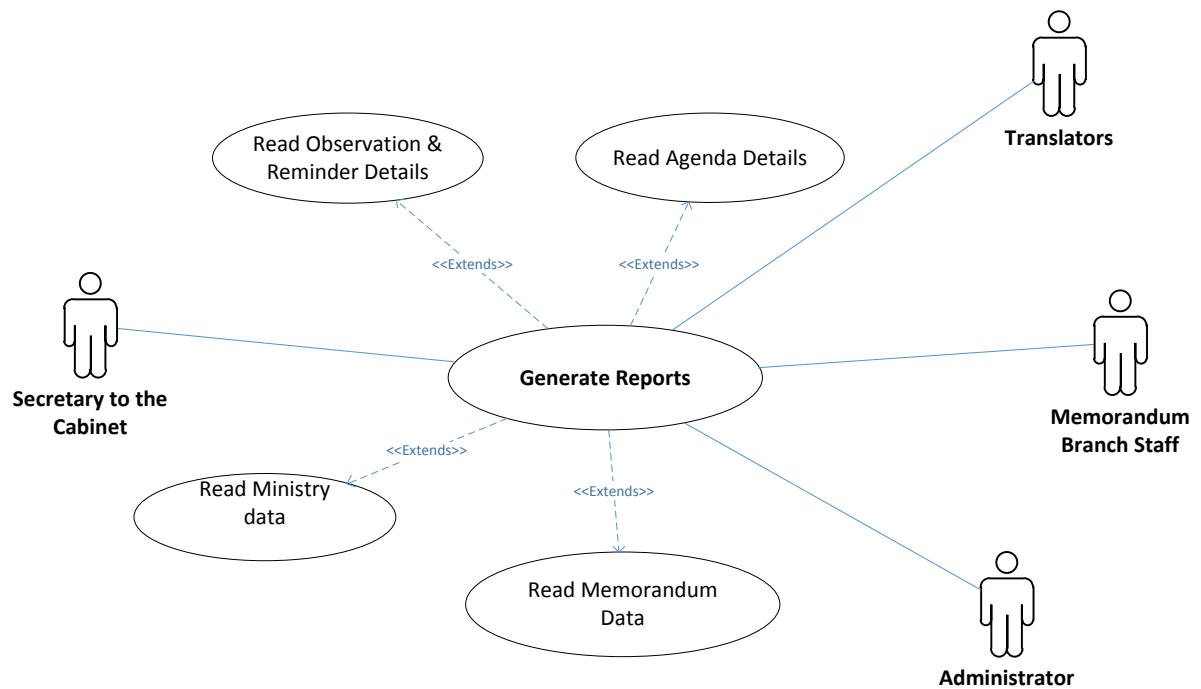 Translators
Read Observation &
Reminder Details
Read Agenda Details
<<Extends>>
<<Extends>>
Secretary to the
Cabinet
Generate Reports
Memorandum
Branch Staff
<<Extends>>
Read Ministry
data
<<Extends>>
Read Memorandum
Data
Administrator